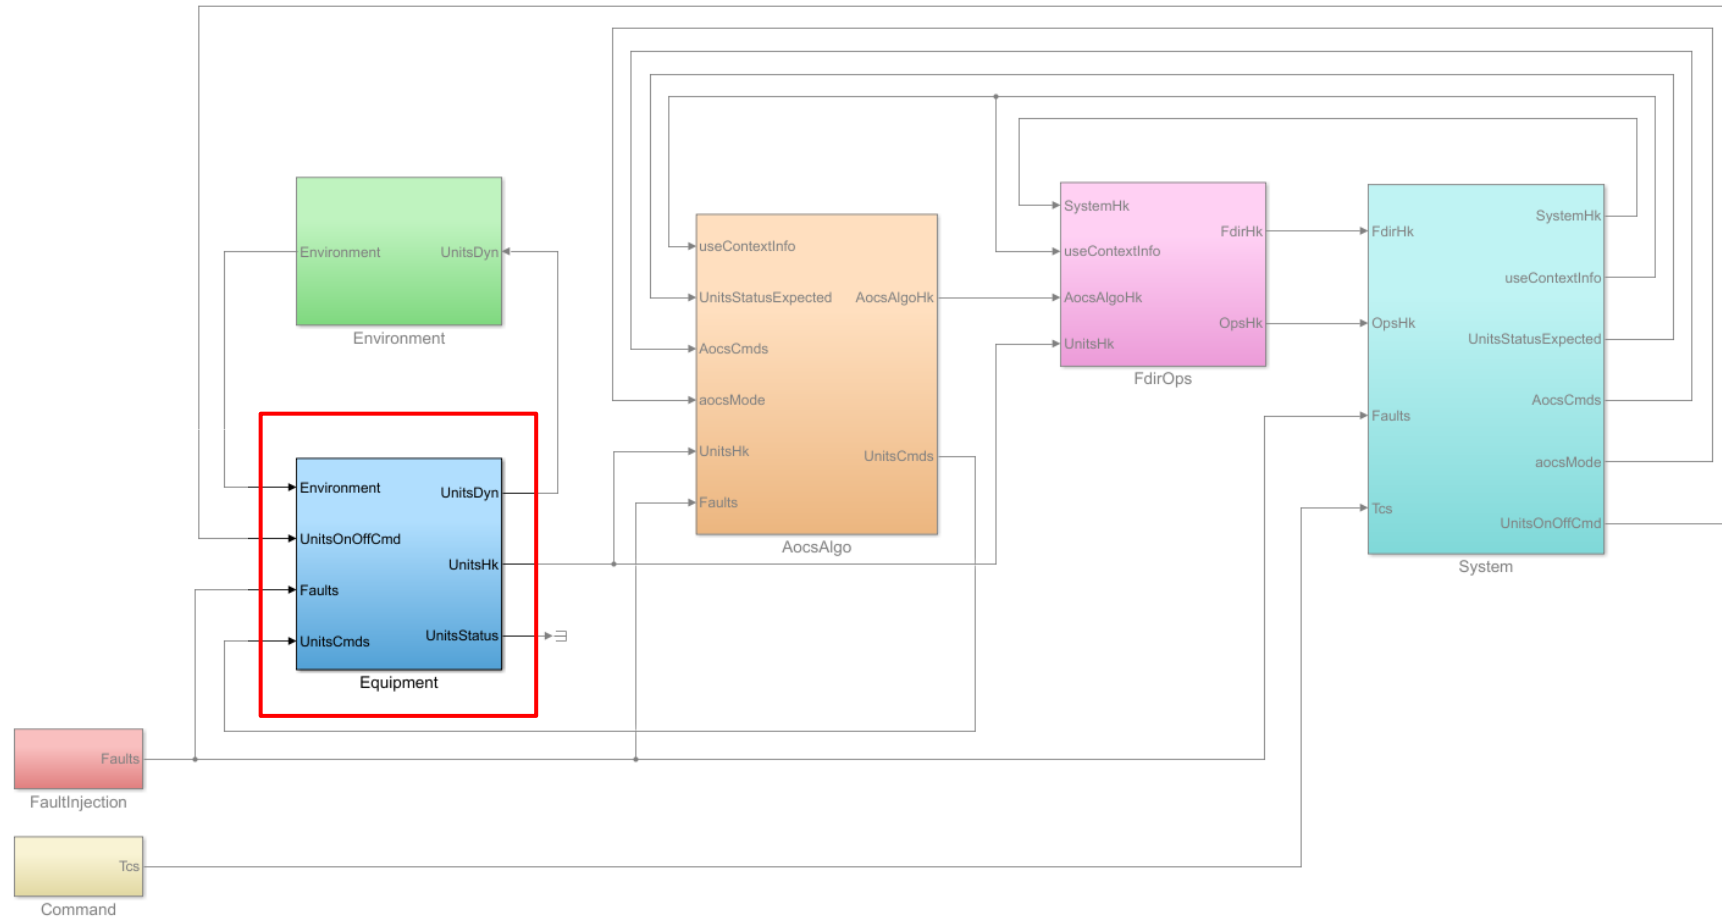 Environment
UnitsDyn
Environment
Environment
UnitsOnOffCmd
Faults
UnitsCmds
UnitsDyn
UnitsHk
UnitsStatus
Equipment
Faults
FaultInjection
Tcs
Command
useContextInfo
UnitsStatusExpected
AocsCmds
aocsMode
UnitsHk
Faults
AocsAlgoHk
UnitsCmds
AocsAlgo
SystemHk
useContextInfo
AocsAlgoHk
UnitsHk
FdirHk
OpsHk
FdirOps
FdirHk
OpsHk
Faults
Tcs
SystemHk
useContextInfo
UnitsStatusExpected
AocsCmds
aocsMode
UnitsOnOffCmd
System